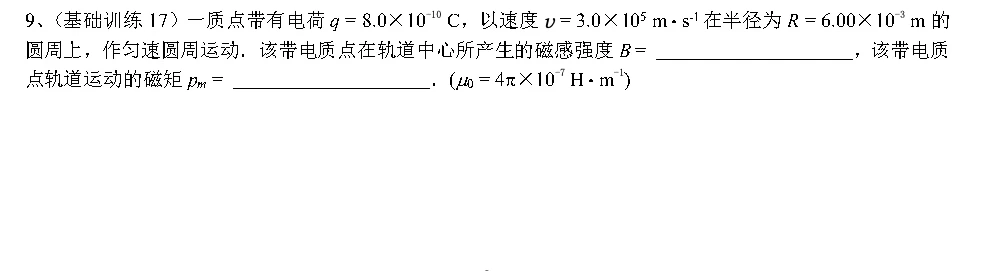 9、（基础训练 17）一质点带有电荷 q = 8.0×10⁻¹⁰ C，以速度 υ = 3.0×10⁵ m·s⁻¹ 在半径为 R = 6.00×10⁻³ m 的
圆周上，作匀速圆周运动．该带电质点在轨道中心所产生的磁感强度 B = ____________________，该带电质
点轨道运动的磁矩 pₘ = ____________________．(μ₀ = 4π×10⁻⁷ H·m⁻¹)